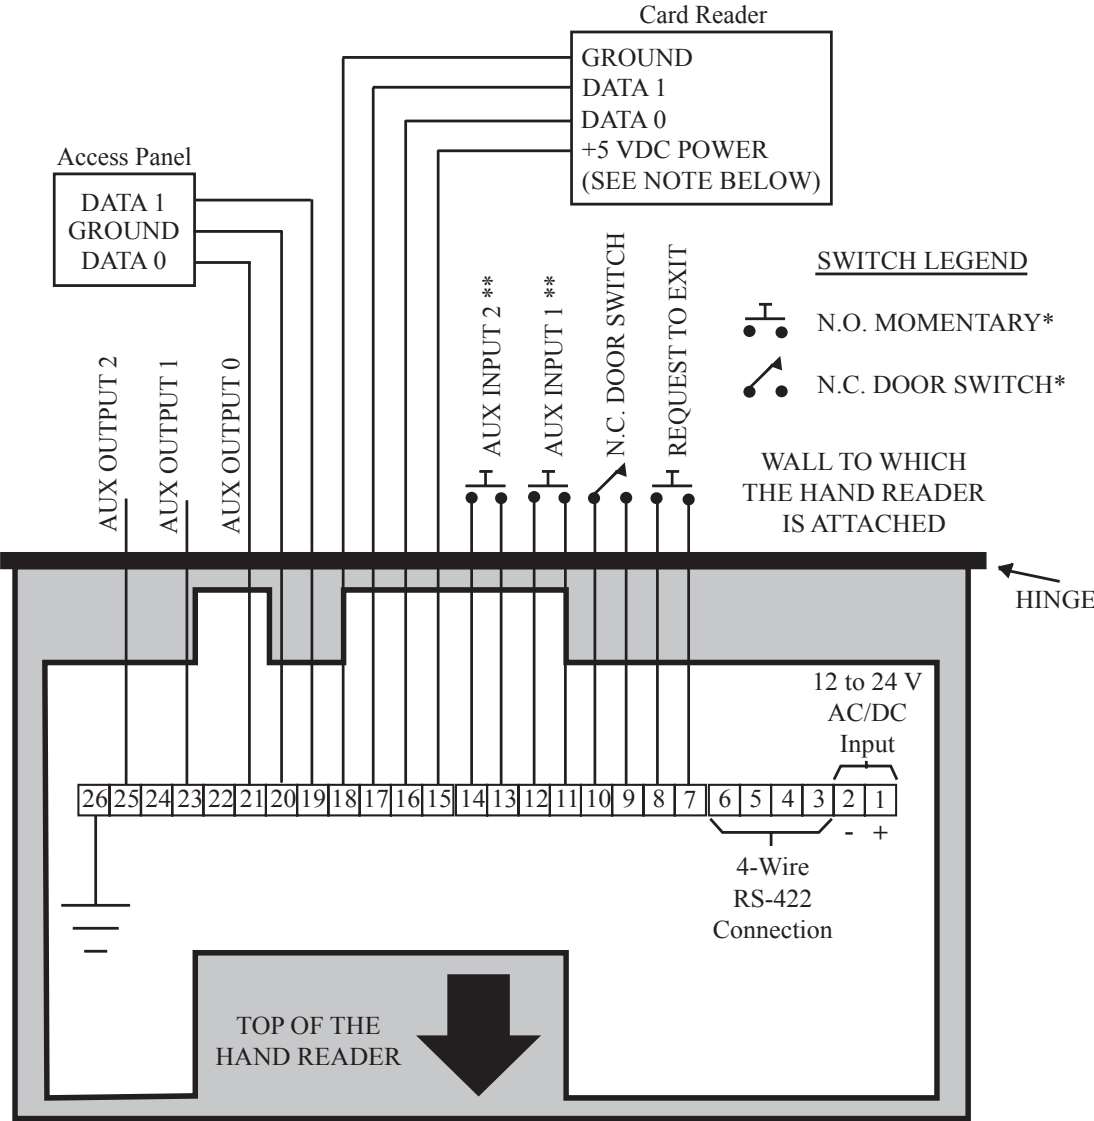 Card Reader
GROUND
DATA 1
DATA 0
+5 VDC POWER
(SEE NOTE BELOW)
Access Panel
DATA 1
GROUND
DATA 0
AUX OUTPUT 2
AUX OUTPUT 1
AUX OUTPUT 0
AUX INPUT 2 **
AUX INPUT 1 **
N.C. DOOR SWITCH
REQUEST TO EXIT
SWITCH LEGEND
N.O. MOMENTARY*
N.C. DOOR SWITCH*
WALL TO WHICH
THE HAND READER
IS ATTACHED
HINGE
12 to 24 V
AC/DC
Input
26 25 24 23 22 21 20 19 18 17 16 15 14 13 12 11 10 9 8 7 6 5 4 3 2 1
- +
4-Wire
RS-422
Connection
TOP OF THE
HAND READER